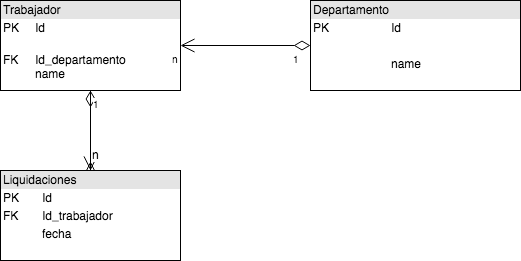 Trabajador
PK Id
FK Id_departamento
name
Departamento
PK Id
name
n 1
1
n
Liquidaciones
PK Id
FK Id_trabajador
fecha